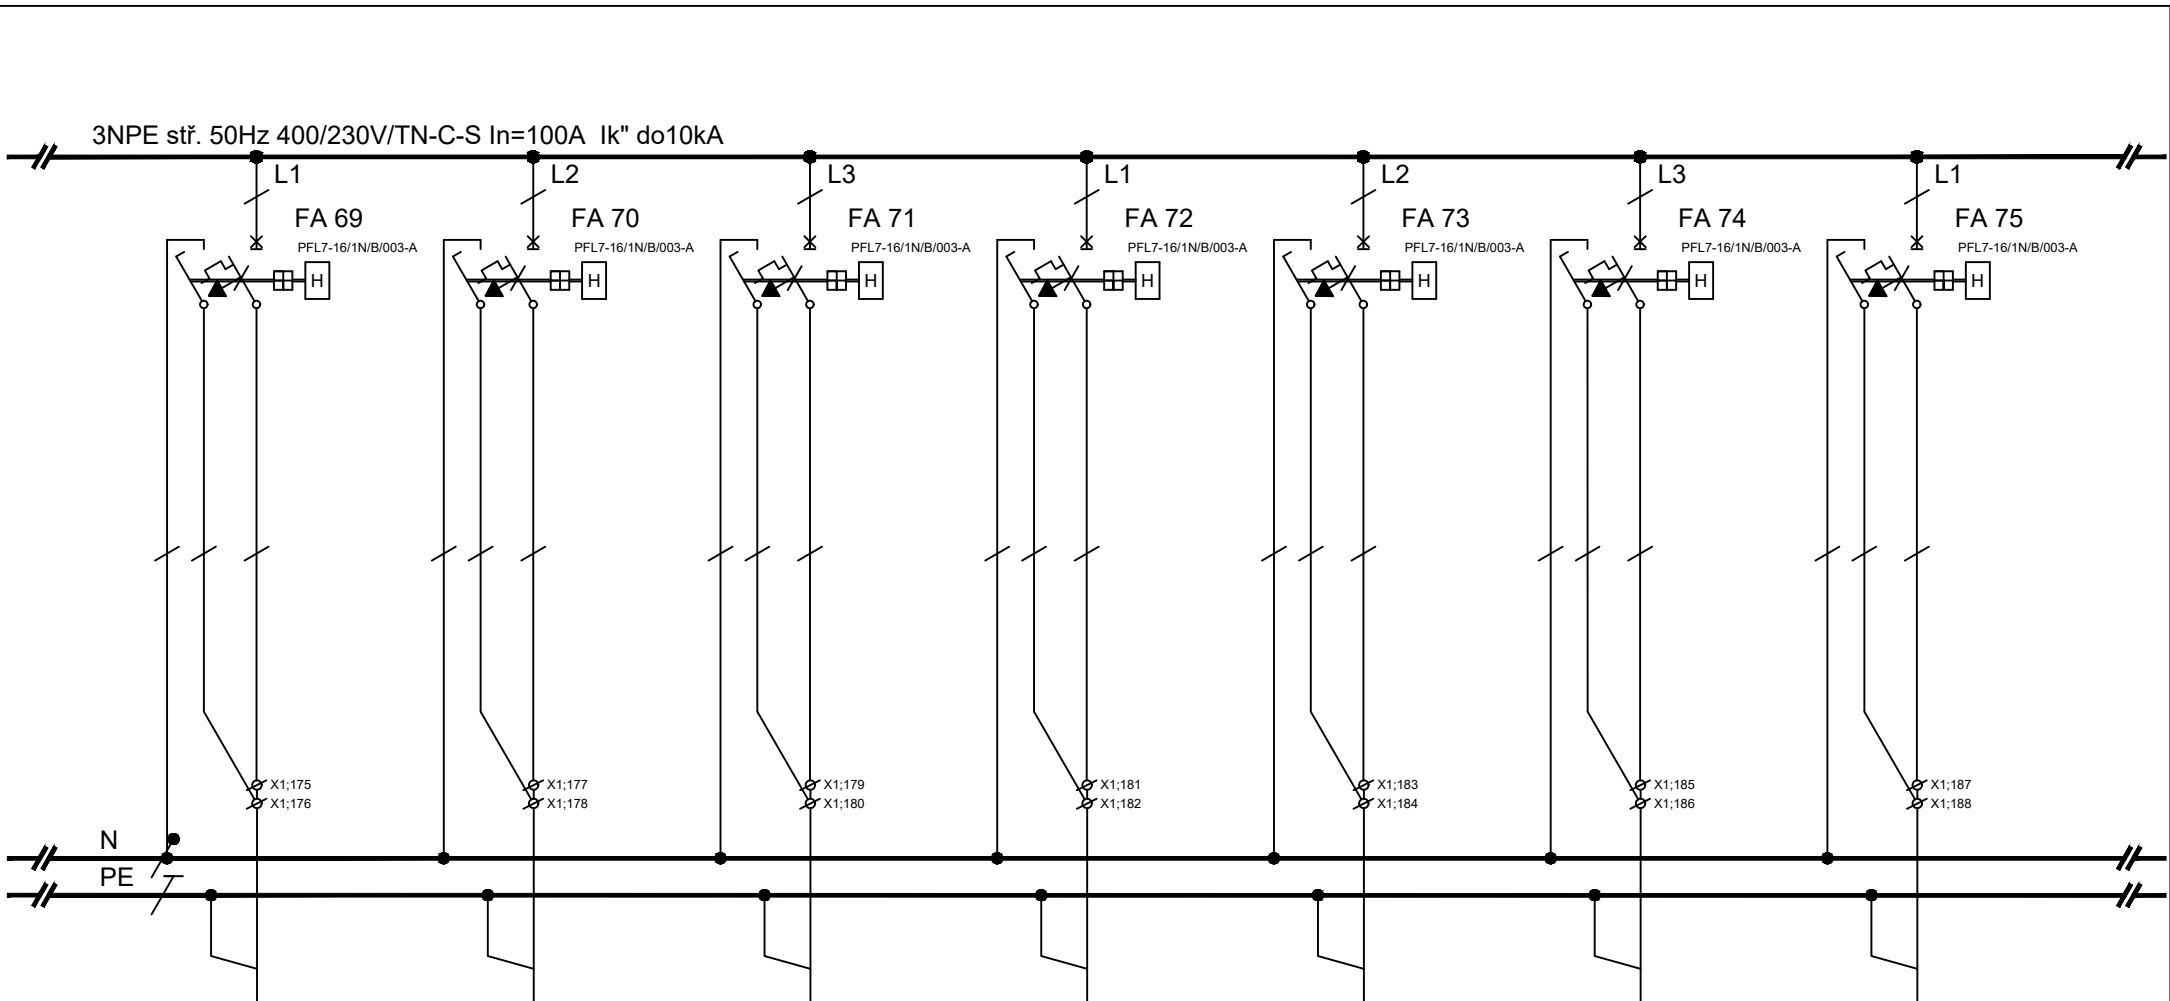 3NPE stř. 50Hz 400/230V/TN-C-S In=100A Ik" do10kA
L1 L2 L3 L1 L2 L3 L1
FA 69 FA 70 FA 71 FA 72 FA 73 FA 74 FA 75
PFL7-16/1N/B/003-A PFL7-16/1N/B/003-A PFL7-16/1N/B/003-A PFL7-16/1N/B/003-A PFL7-16/1N/B/003-A PFL7-16/1N/B/003-A PFL7-16/1N/B/003-A
H H H H H H H
X1;175 X1;177 X1;179 X1;181 X1;183 X1;185 X1;187
X1;176 X1;178 X1;180 X1;182 X1;184 X1;186 X1;188
N
PE